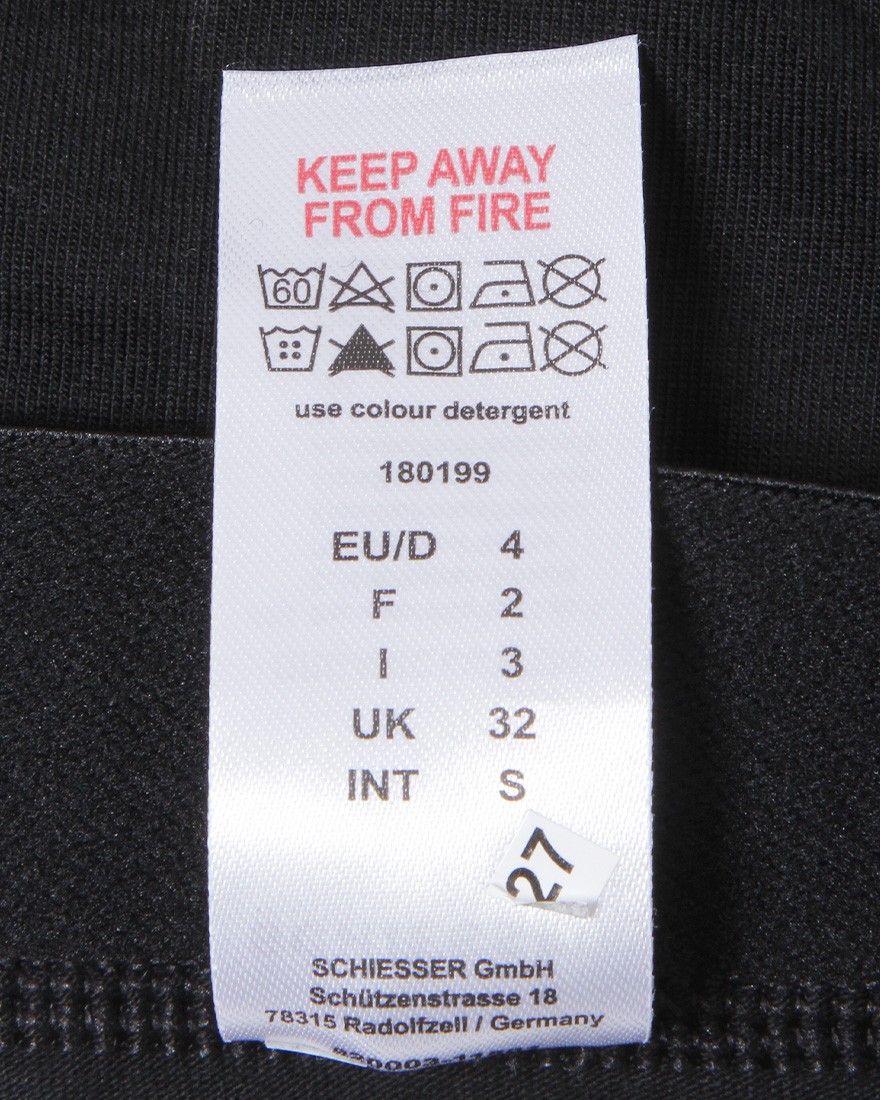 KEEP AWAY
FROM FIRE
60
use colour detergent
180199
EU/D 4
F 2
I 3
UK 32
INT S
27
SCHIESSER GmbH
Schützenstrasse 18
78315 Radolfzell / Germany